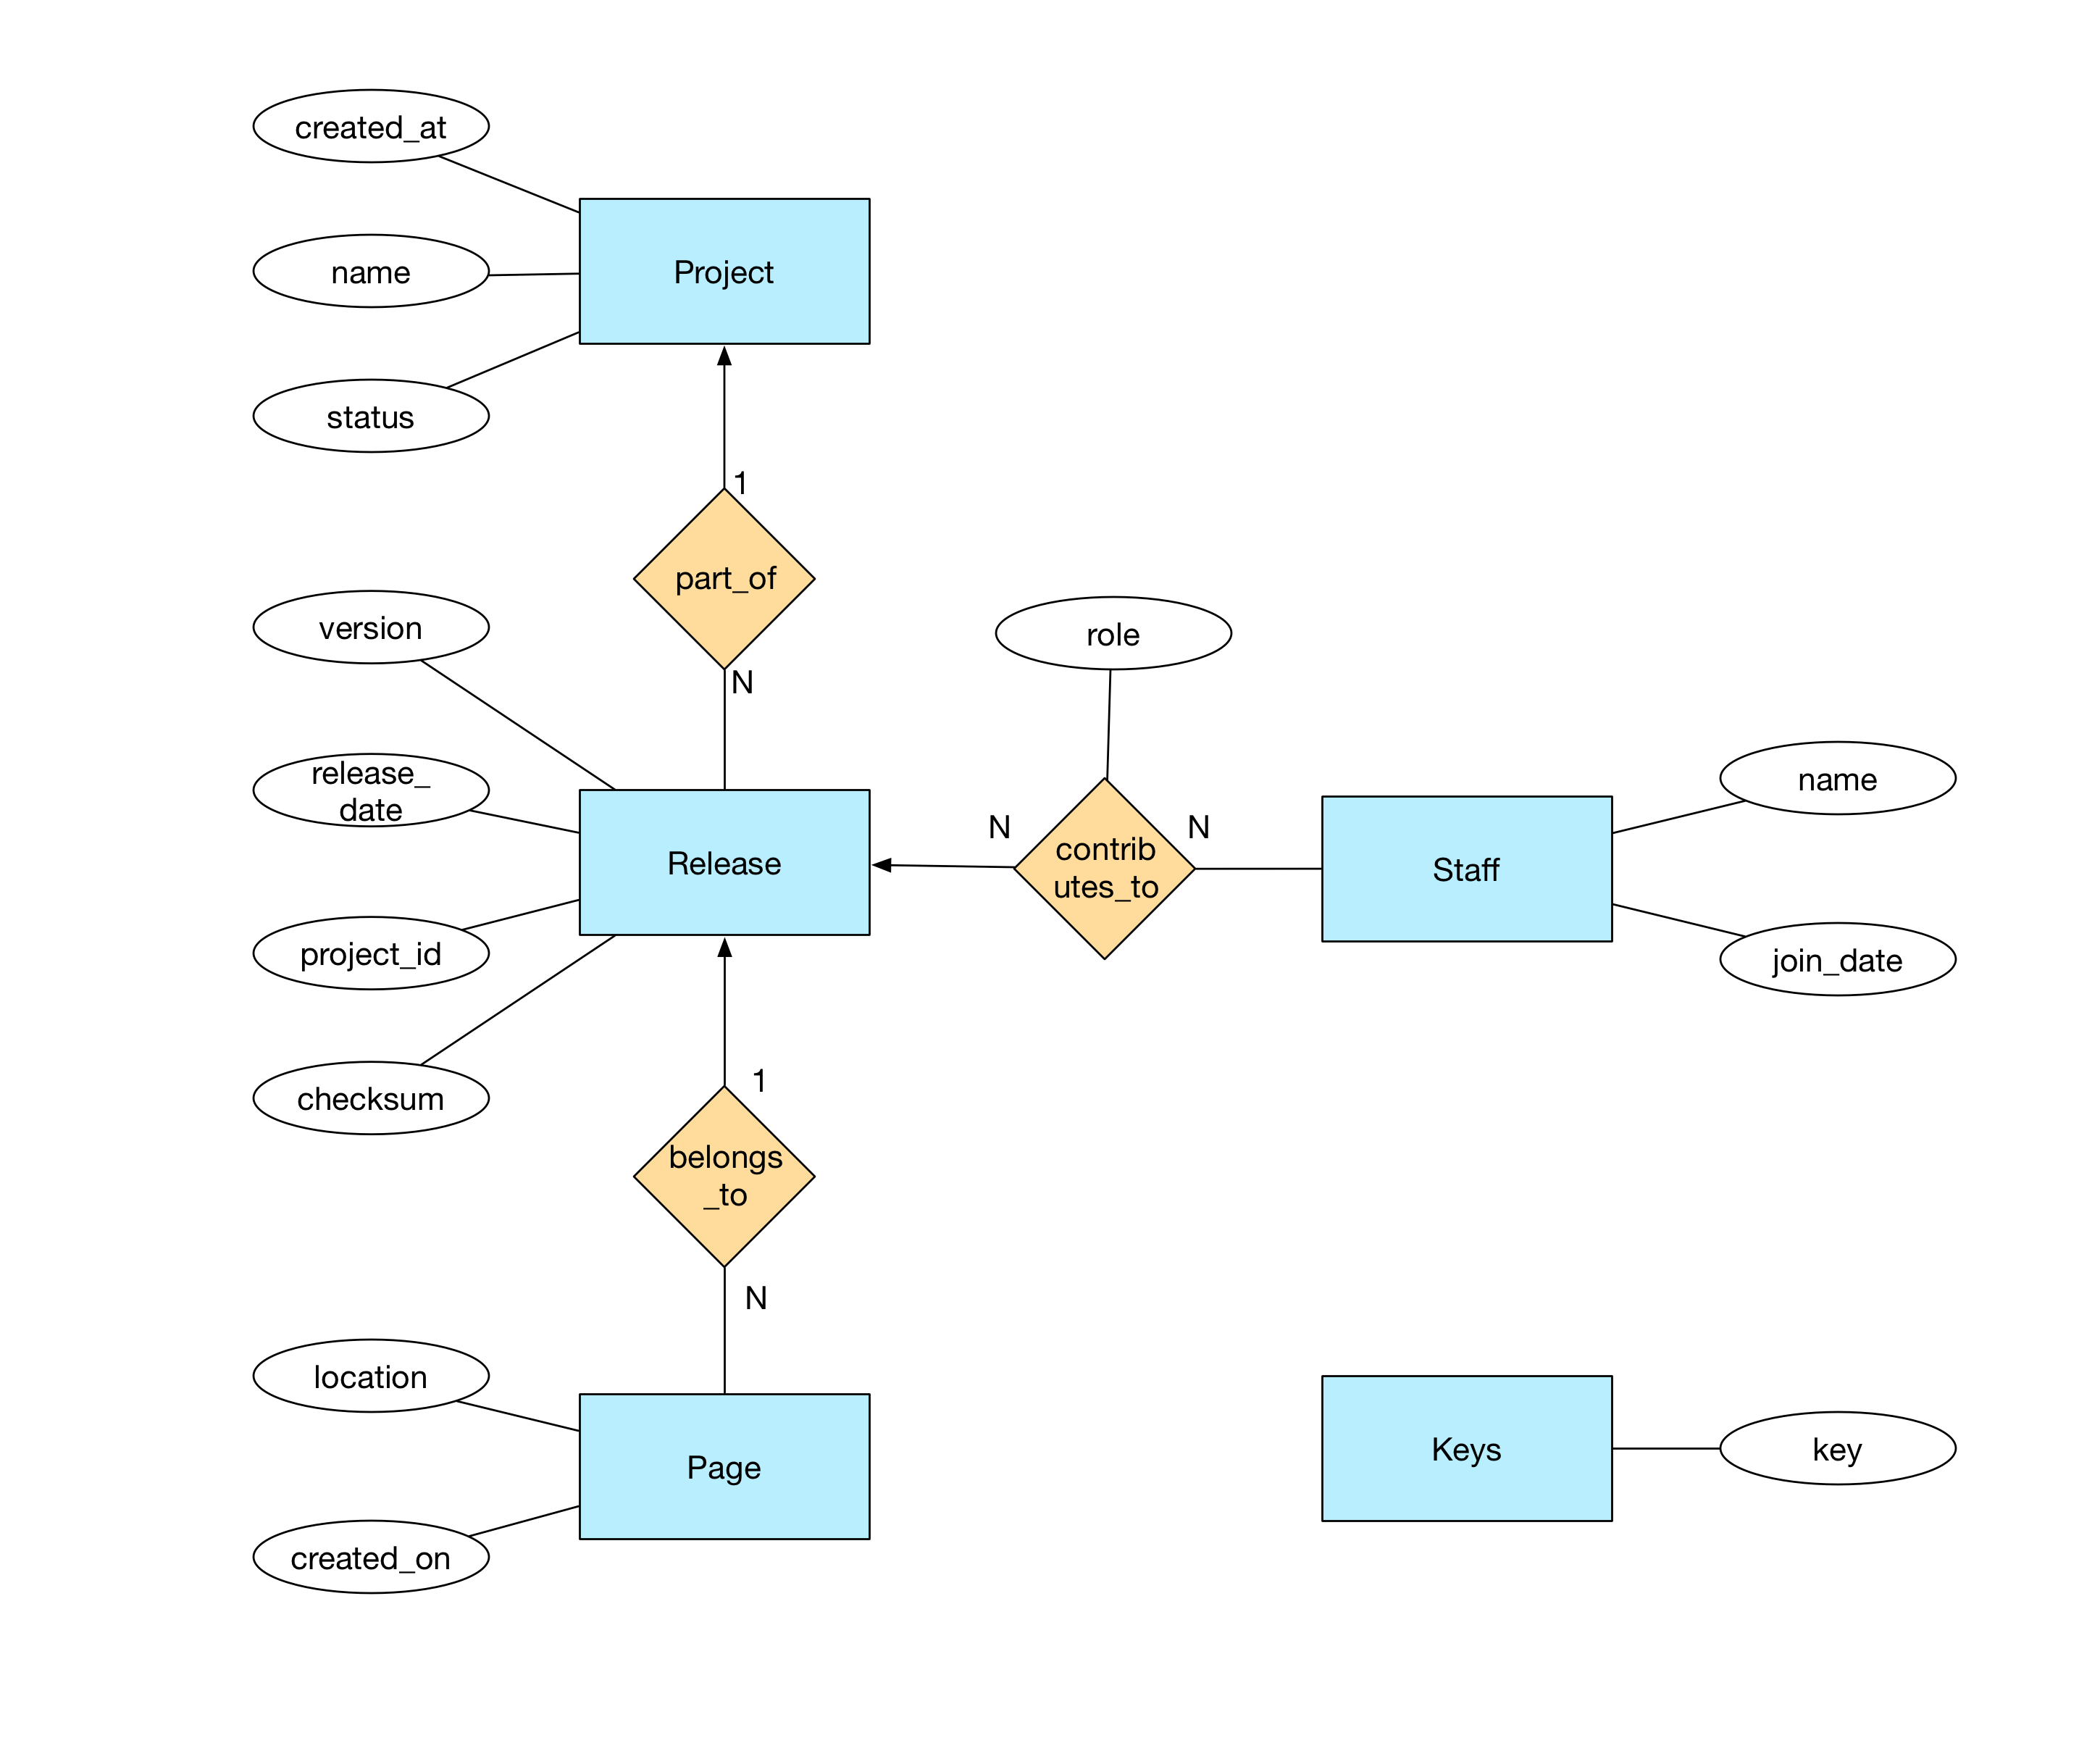 created_at
name
Project
status
1
part_of
N
version
role
release_
date
name
N
N
Release
contrib
utes_to
Staff
project_id
join_date
checksum
1
belongs
_to
N
location
Page
Keys
key
created_on